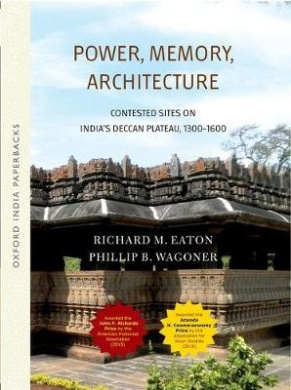 POWER, MEMORY,
ARCHITECTURE
CONTESTED SITES ON
INDIA'S DECCAN PLATEAU, 1300–1600
OXFORD INDIA PAPERBACKS
RICHARD M. EATON
PHILLIP B. WAGONER
Awarded the
John F. Richards
Prize by the
American Historical
Association
(2015)
Awarded the
Ananda
K. Coomaraswamy
Prize by the
Association for
Asian Studies
(2016)